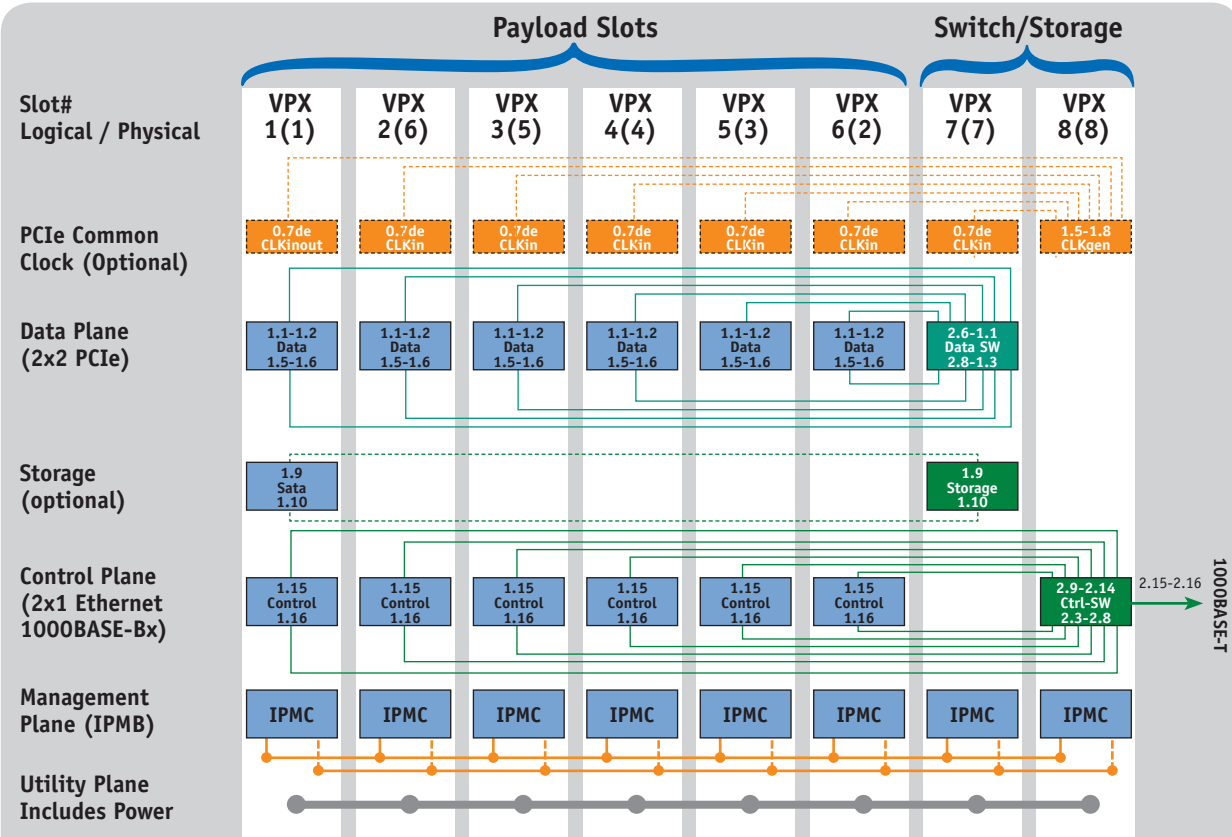 Payload Slots
Switch/Storage
Slot#
Logical / Physical
VPX
1(1)
VPX
2(6)
VPX
3(5)
VPX
4(4)
VPX
5(3)
VPX
6(2)
VPX
7(7)
VPX
8(8)
PCIe Common
Clock (Optional)
0.7de
CLKinout
0.7de
CLKin
0.7de
CLKin
0.7de
CLKin
0.7de
CLKin
0.7de
CLKin
0.7de
CLKin
1.5-1.8
CLKgen
Data Plane
(2x2 PCIe)
1.1-1.2
Data
1.5-1.6
1.1-1.2
Data
1.5-1.6
1.1-1.2
Data
1.5-1.6
1.1-1.2
Data
1.5-1.6
1.1-1.2
Data
1.5-1.6
1.1-1.2
Data
1.5-1.6
2.6-1.1
Data SW
2.8-1.3
Storage
(optional)
1.9
Sata
1.10
1.9
Storage
1.10
Control Plane
(2x1 Ethernet
1000BASE-Bx)
1.15
Control
1.16
1.15
Control
1.16
1.15
Control
1.16
1.15
Control
1.16
1.15
Control
1.16
1.15
Control
1.16
2.9-2.14
Ctrl-SW
2.3-2.8
2.15-2.16
1000BASE-T
Management
Plane (IPMB)
IPMC
IPMC
IPMC
IPMC
IPMC
IPMC
IPMC
IPMC
Utility Plane
Includes Power